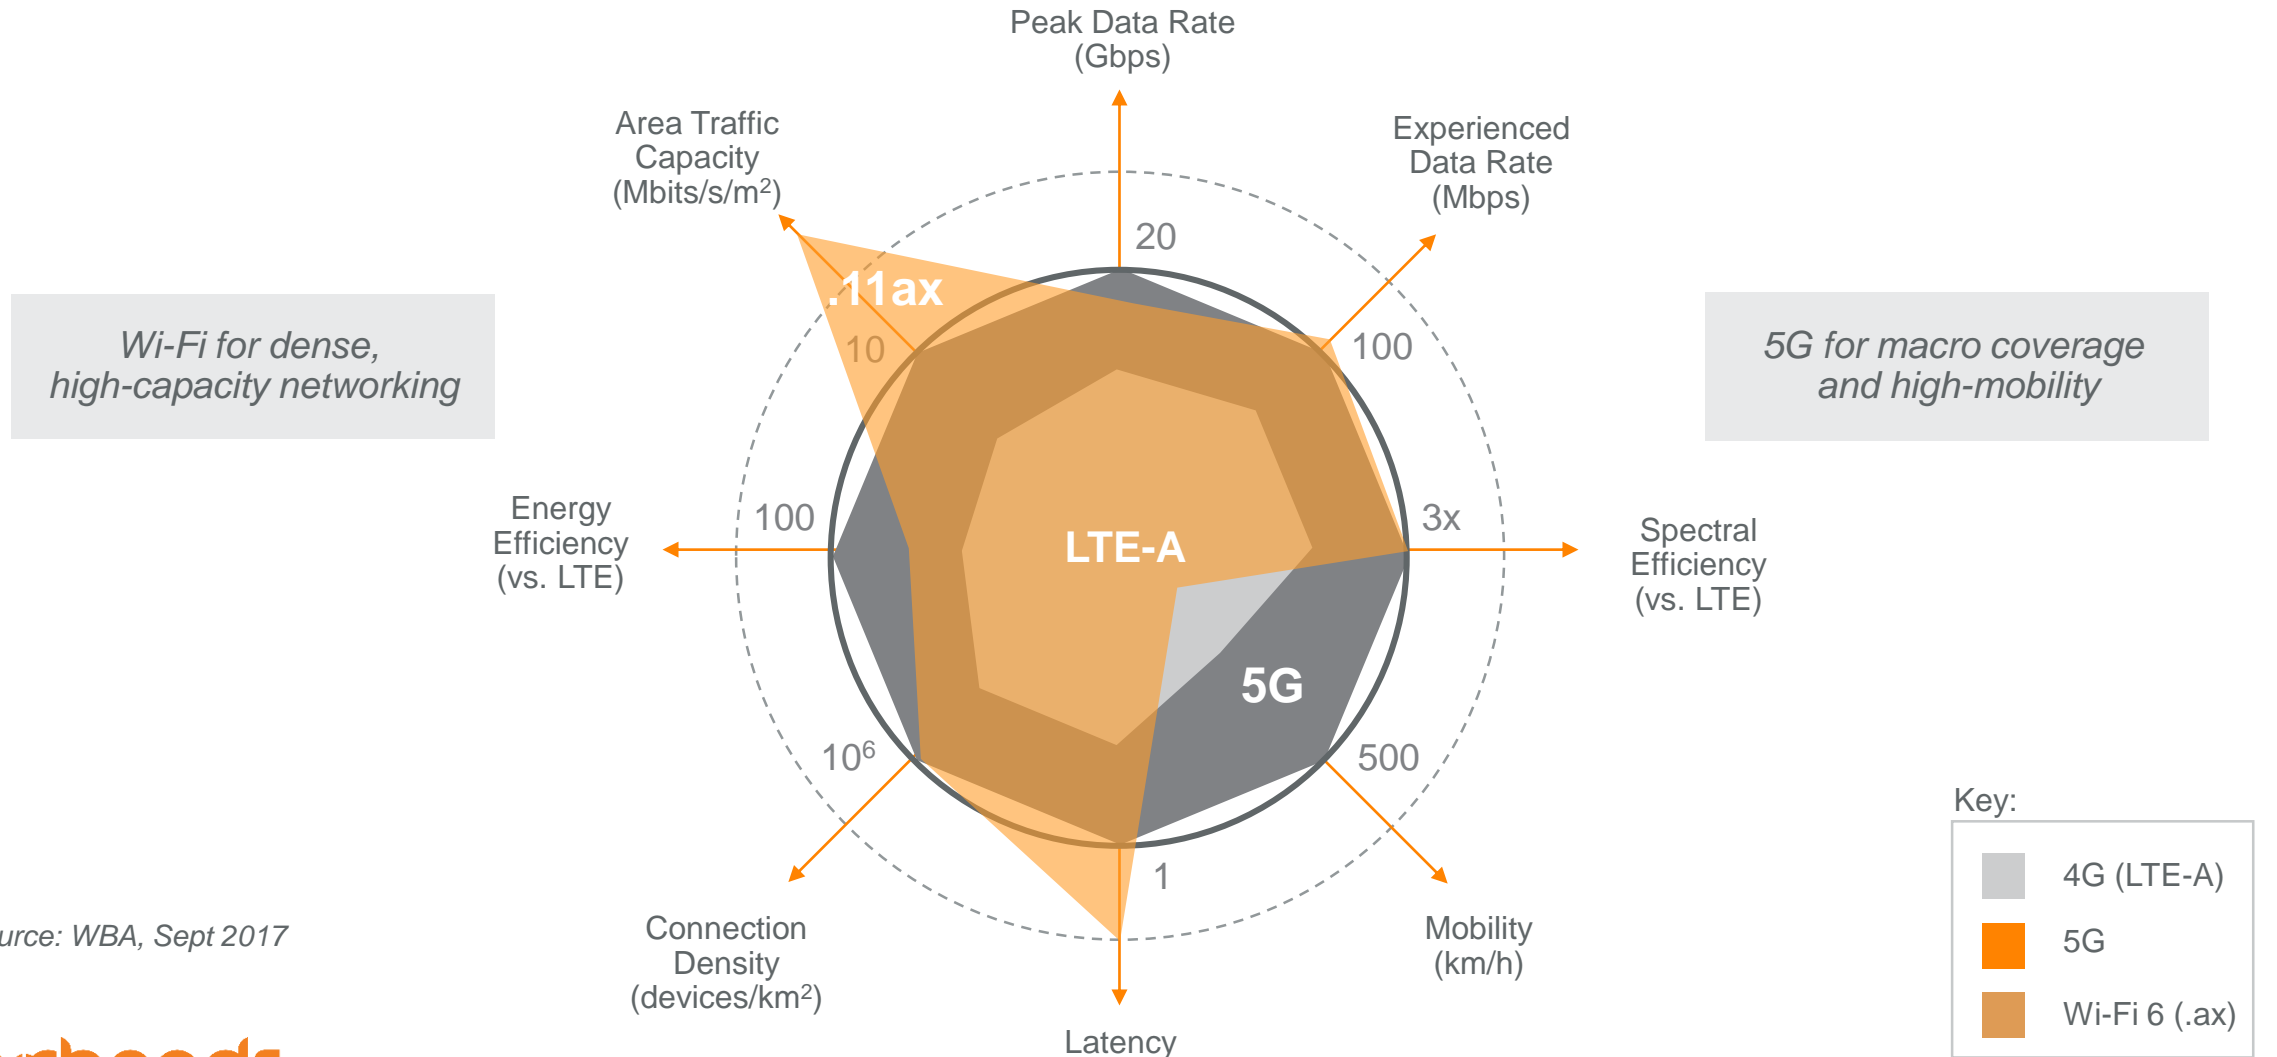 Peak Data Rate
(Gbps)
Area Traffic
Capacity
(Mbits/s/m²)
Experienced
Data Rate
(Mbps)
20
.11ax
10
100
Wi-Fi for dense,
high-capacity networking
5G for macro coverage
and high-mobility
Energy
Efficiency
(vs. LTE)
100
LTE-A
3x
Spectral
Efficiency
(vs. LTE)
5G
10⁶
500
1
Connection
Density
(devices/km²)
Mobility
(km/h)
Latency
Key:
4G (LTE-A)
5G
Wi-Fi 6 (.ax)
: WBA, Sept 2017